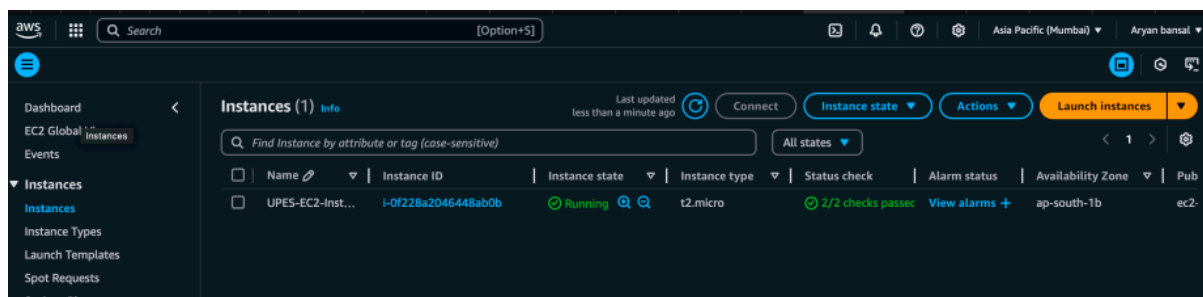 aws Search [Option+S] Asia Pacific (Mumbai) Aryan bansal
Dashboard
EC2 Global
Instances
Events
Instances
Instances
Instance Types
Launch Templates
Spot Requests
Instances (1) Info
Last updated
less than a minute ago
Connect Instance state Actions Launch instances
Find Instance by attribute or tag (case-sensitive) All states 1
Name Instance ID Instance state Instance type Status check Alarm status Availability Zone Pub
UPES-EC2-Inst... i-0f228a2046448ab0b Running t2.micro 2/2 checks passec View alarms + ap-south-1b ec2-